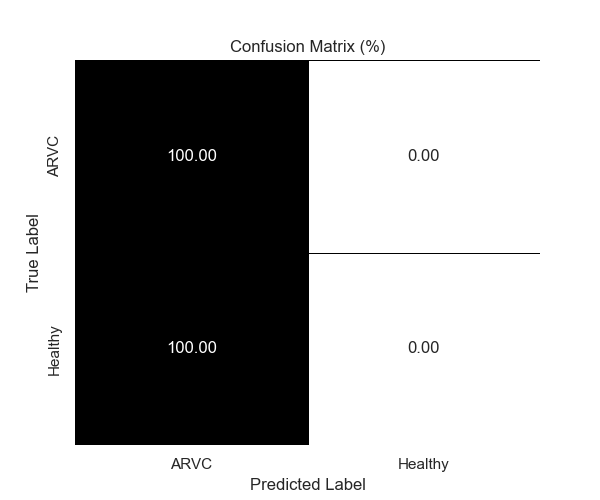 Confusion Matrix (%)
ARVC
100.00
0.00
True Label
Healthy
100.00
0.00
ARVC
Healthy
Predicted Label